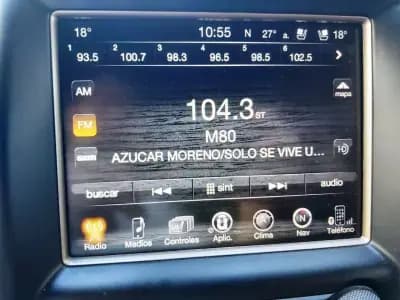 18° 10:55 N 27° a. 18°
1 2 3 4 5 6
93.5 100.7 98.3 96.5 98.5 102.5
AM
mapa
104.3 ST
FM
M80
AZUCAR MORENO/SOLO SE VIVE U...
buscar sint audio
Radio Medios Controles Aplic. Clima Nav Teléfono